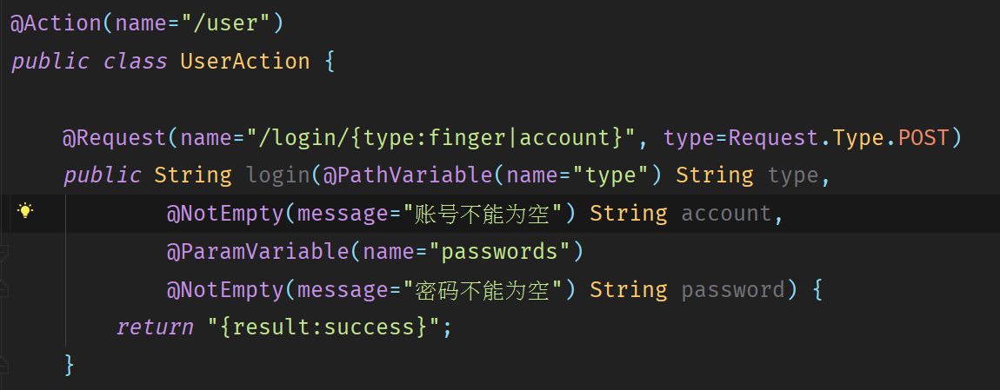 @Action(name="/user")
public class UserAction {
@Request(name="/login/{type:finger|account}", type=Request.Type.POST)
public String login(@PathVariable(name="type") String type,
@NotEmpty(message="账号不能为空") String account,
@ParamVariable(name="passwords")
@NotEmpty(message="密码不能为空") String password) {
return "{result:success}";
}